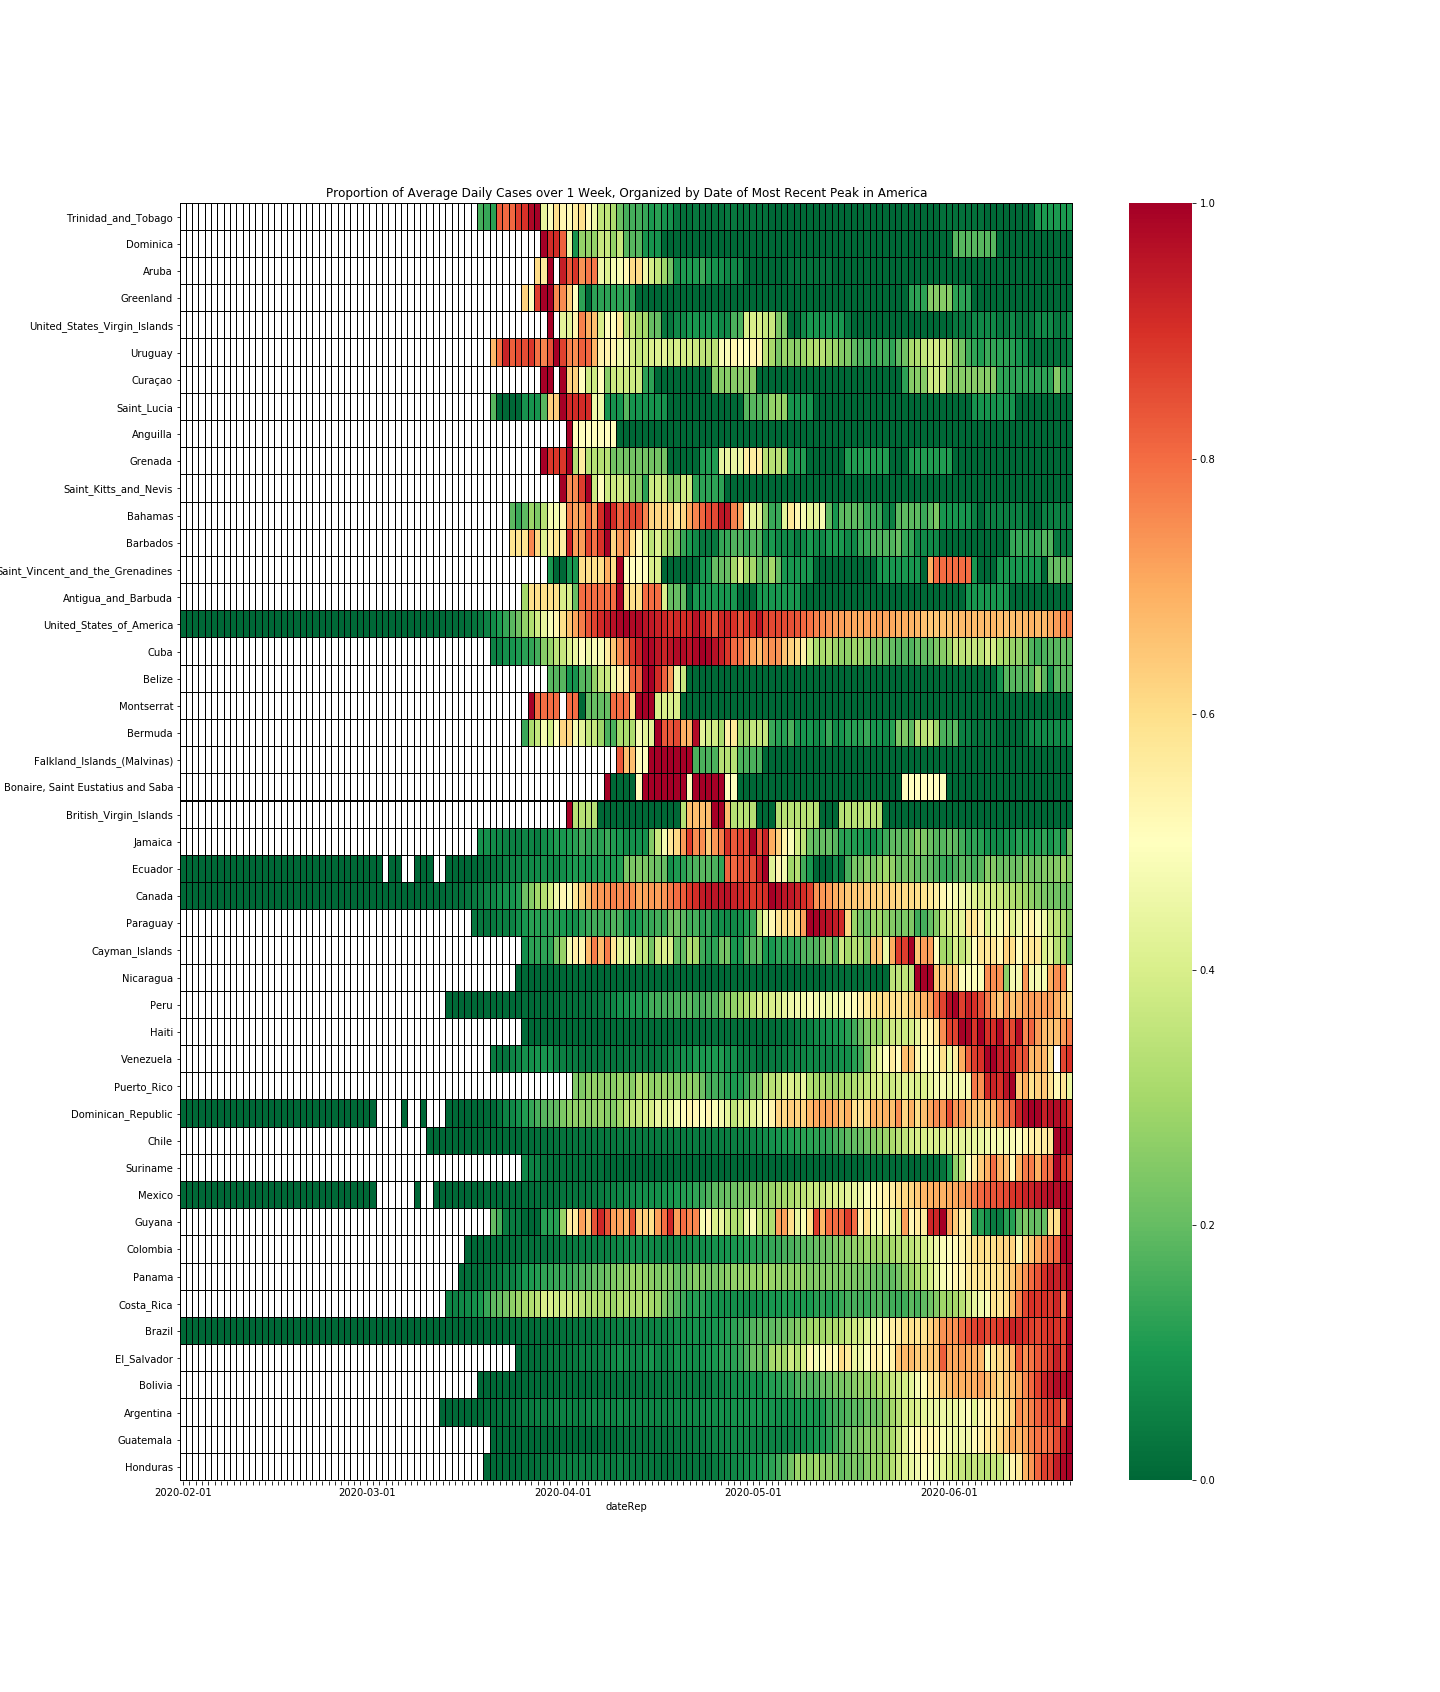 Proportion of Average Daily Cases over 1 Week, Organized by Date of Most Recent Peak in America
Trinidad_and_Tobago
Dominica
Aruba
Greenland
United_States_Virgin_Islands
Uruguay
Curaçao
Saint_Lucia
Anguilla
Grenada
Saint_Kitts_and_Nevis
Bahamas
Barbados
Saint_Vincent_and_the_Grenadines
Antigua_and_Barbuda
United_States_of_America
Cuba
Belize
Montserrat
Bermuda
Falkland_Islands_(Malvinas)
Bonaire, Saint Eustatius and Saba
British_Virgin_Islands
Jamaica
Ecuador
Canada
Paraguay
Cayman_Islands
Nicaragua
Peru
Haiti
Venezuela
Puerto_Rico
Dominican_Republic
Chile
Suriname
Mexico
Guyana
Colombia
Panama
Costa_Rica
Brazil
El_Salvador
Bolivia
Argentina
Guatemala
Honduras
2020-02-01 2020-03-01 2020-04-01 2020-05-01 2020-06-01
dateRep
1.0
0.8
0.6
0.4
0.2
0.0